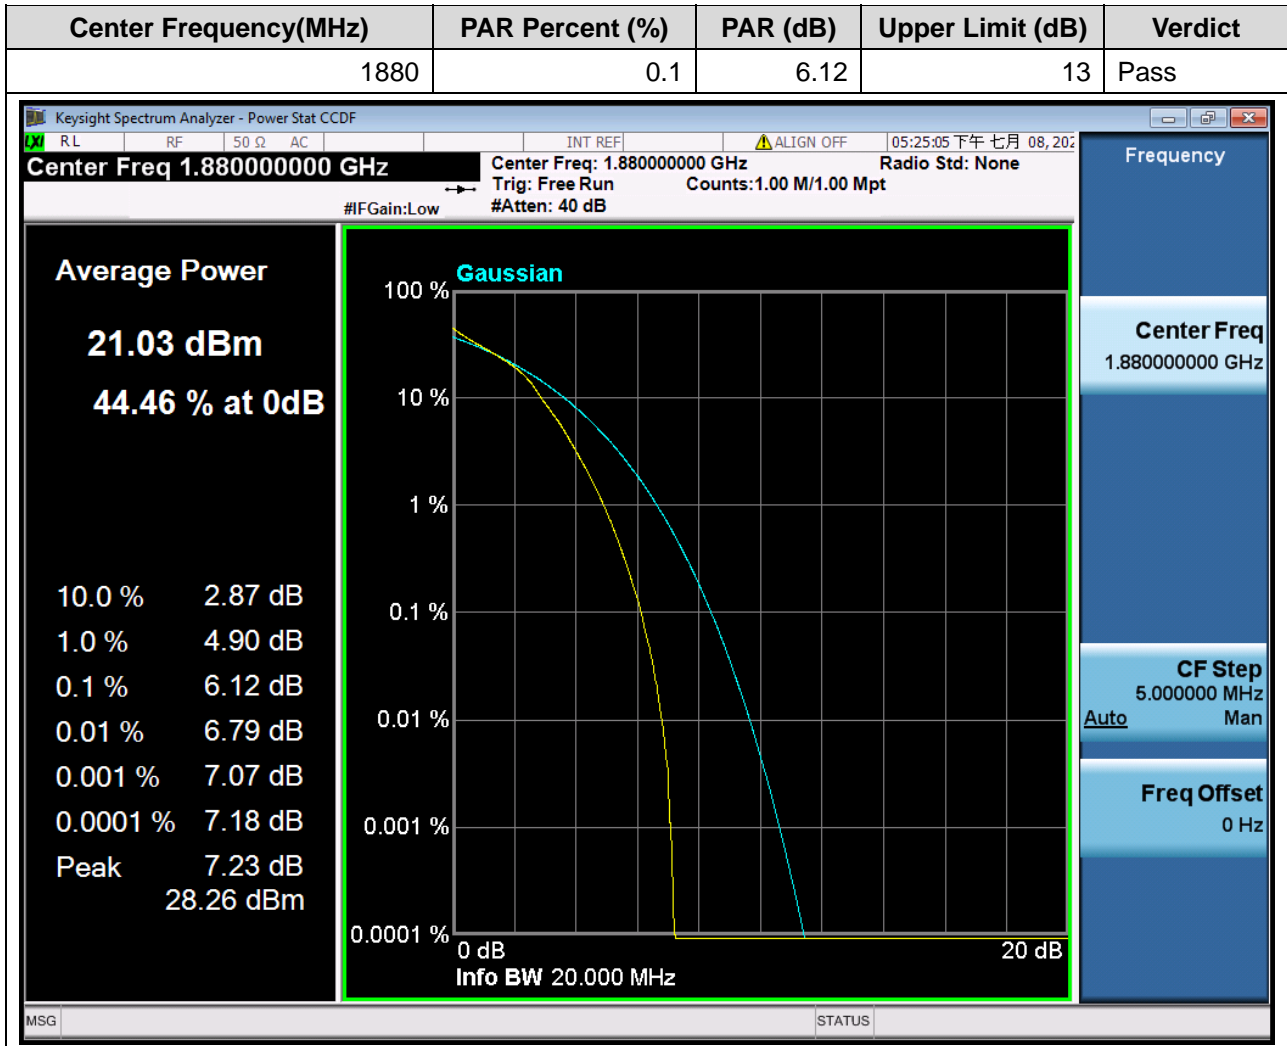 Center Frequency(MHz) PAR Percent (%) PAR (dB) Upper Limit (dB) Verdict
1880 0.1 6.12 13 Pass
Keysight Spectrum Analyzer - Power Stat CCDF
LXI RL RF 50 Ω AC INT REF ALIGN OFF 05:25:05 下午 七月 08, 202
Center Freq 1.880000000 GHz
Center Freq: 1.880000000 GHz Radio Std: None
Trig: Free Run Counts:1.00 M/1.00 Mpt
#IFGain:Low #Atten: 40 dB
Average Power
21.03 dBm
44.46 % at 0dB
10.0 % 2.87 dB
1.0 % 4.90 dB
0.1 % 6.12 dB
0.01 % 6.79 dB
0.001 % 7.07 dB
0.0001 % 7.18 dB
Peak 7.23 dB
28.26 dBm
Gaussian
100 %
10 %
1 %
0.1 %
0.01 %
0.001 %
0.0001 %
0 dB 20 dB
Info BW 20.000 MHz
Frequency
Center Freq
1.880000000 GHz
CF Step
5.000000 MHz
Auto Man
Freq Offset
0 Hz
MSG STATUS